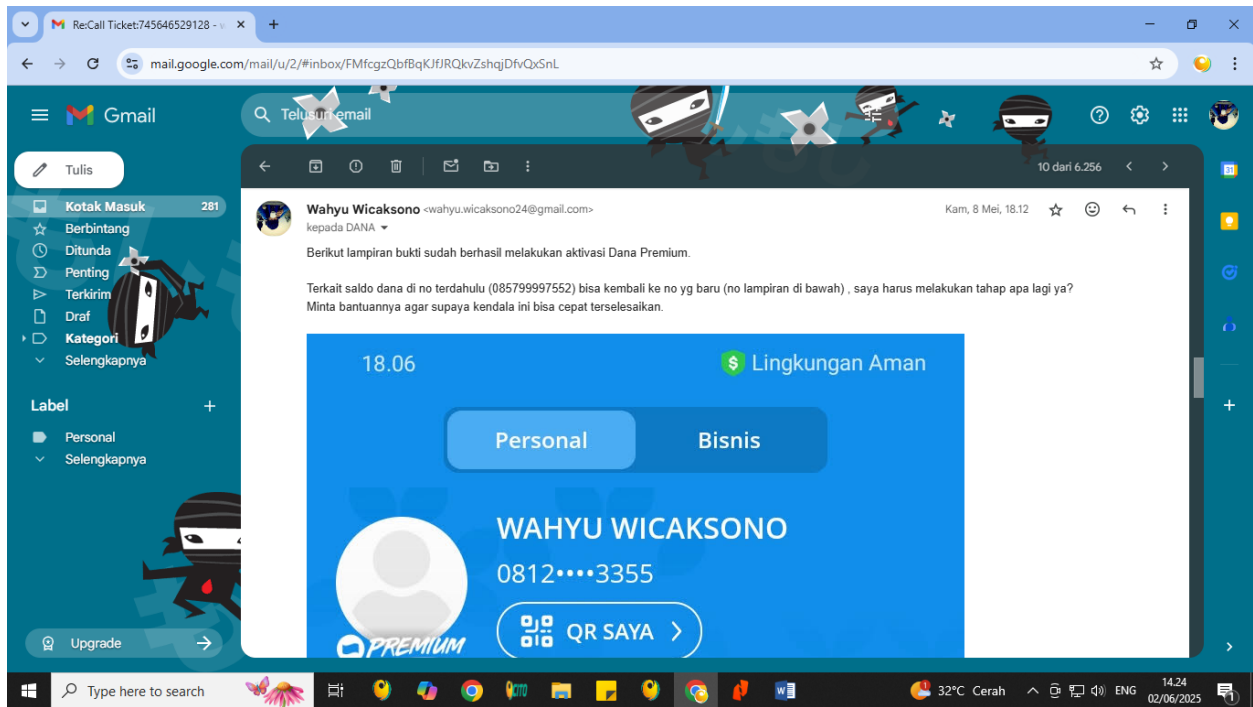 Re:Call Ticket:745646529128 -
mail.google.com/mail/u/2/#inbox/FMfcgzQbfBqKJfJRQkvZshqjDfvQxSnL
Gmail
Telusuri email
Tulis
10 dari 6.256
Kotak Masuk 281
Berbintang
Ditunda
Penting
Terkirim
Draf
Kategori
Selengkapnya
Label
Personal
Selengkapnya
Upgrade
Wahyu Wicaksono <wahyu.wicaksono24@gmail.com>
Kam, 8 Mei, 18.12
kepada DANA
Berikut lampiran bukti sudah berhasil melakukan aktivasi Dana Premium.
Terkait saldo dana di no terdahulu (085799997552) bisa kembali ke no yg baru (no lampiran di bawah) , saya harus melakukan tahap apa lagi ya?
Minta bantuannya agar supaya kendala ini bisa cepat terselesaikan.
18.06
$ Lingkungan Aman
Personal Bisnis
WAHYU WICAKSONO
0812••••3355
QR SAYA
PREMIUM
31
Type here to search
32°C Cerah
ENG
14.24
02/06/2025